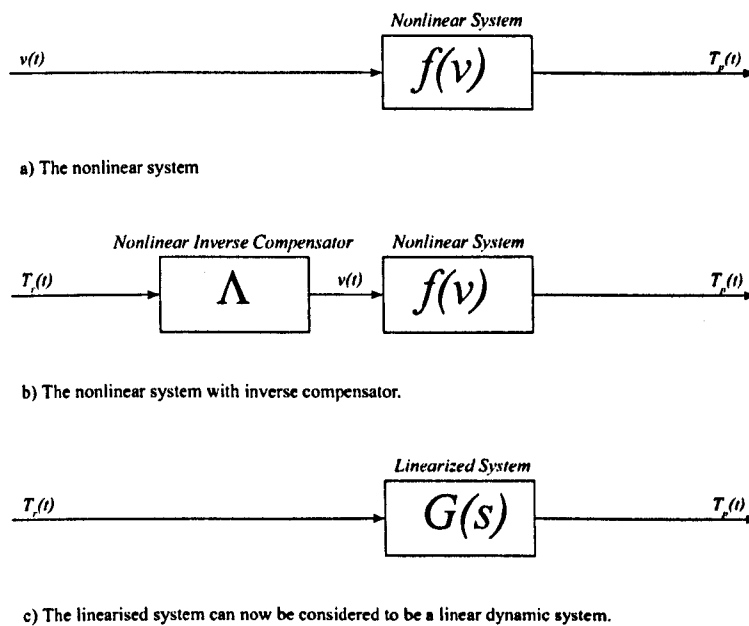 Nonlinear System
v(t)
f(v)
T_p(t)
a) The nonlinear system
Nonlinear Inverse Compensator
Nonlinear System
T_r(t)
Λ
v(t)
f(v)
T_p(t)
b) The nonlinear system with inverse compensator.
Linearized System
T_r(t)
G(s)
T_p(t)
c) The linearised system can now be considered to be a linear dynamic system.